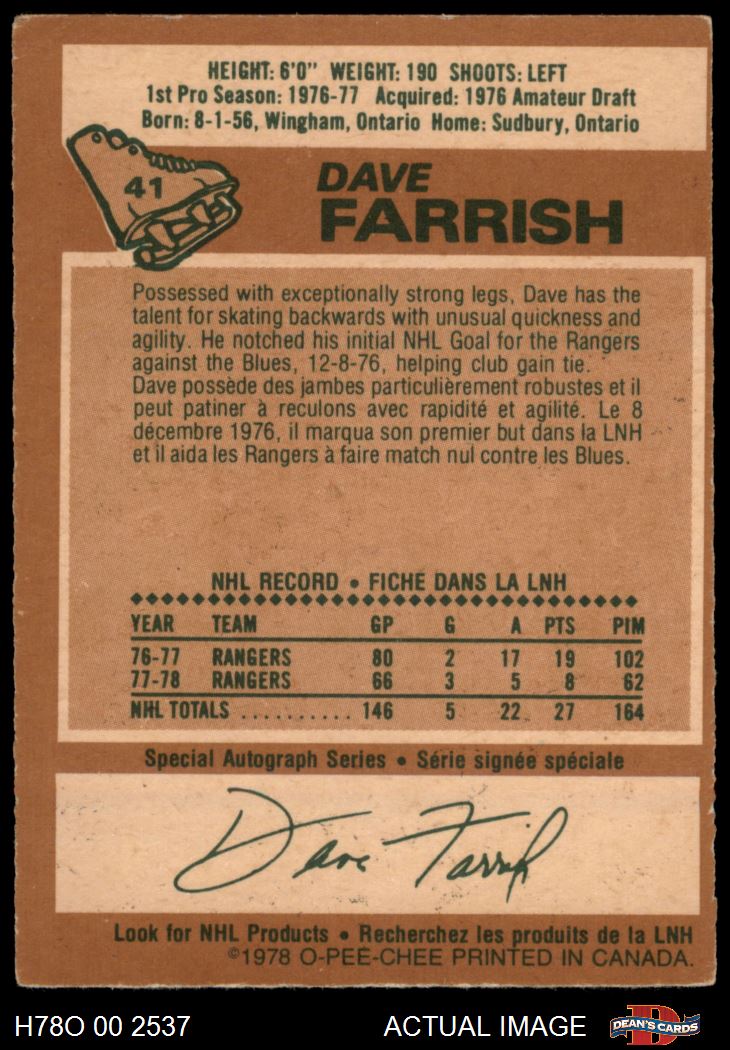 HEIGHT: 6'0" WEIGHT: 190 SHOOTS: LEFT
1st Pro Season: 1976-77 Acquired: 1976 Amateur Draft
Born: 8-1-56, Wingham, Ontario Home: Sudbury, Ontario
41
DAVE
FARRISH
Possessed with exceptionally strong legs, Dave has the
talent for skating backwards with unusual quickness and
agility. He notched his initial NHL Goal for the Rangers
against the Blues, 12-8-76, helping club gain tie.
Dave possède des jambes particulièrement robustes et il
peut patiner à reculons avec rapidité et agilité. Le 8
décembre 1976, il marqua son premier but dans la LNH
et il aida les Rangers à faire match nul contre les Blues.
NHL RECORD • FICHE DANS LA LNH
YEAR TEAM GP G A PTS PIM
76-77 RANGERS 80 2 17 19 102
77-78 RANGERS 66 3 5 8 62
NHL TOTALS .......... 146 5 22 27 164
Special Autograph Series • Série signée spéciale
Dave Farrish
Look for NHL Products • Recherchez les produits de la LNH
©1978 O-PEE-CHEE PRINTED IN CANADA.
H78O 00 2537 ACTUAL IMAGE D DEAN'S CARDS